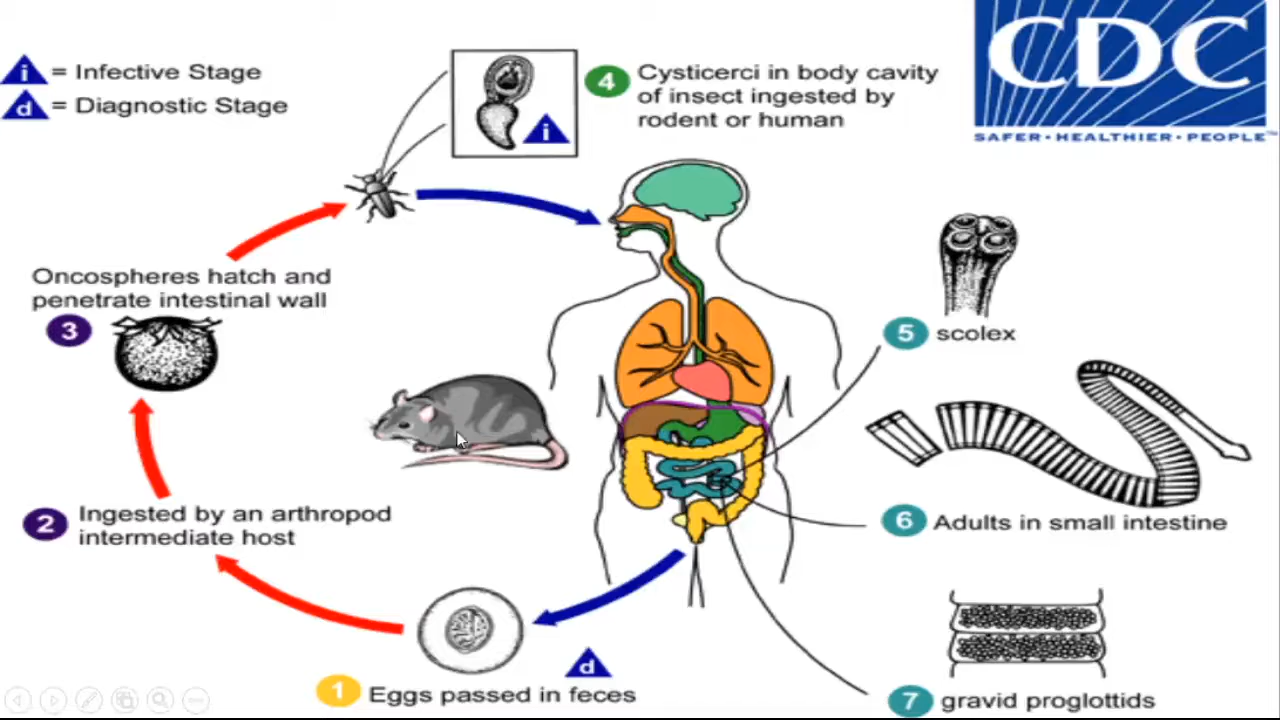 i = Infective Stage
d = Diagnostic Stage
i
4 Cysticerci in body cavity
of insect ingested by
rodent or human
CDC
SAFER·HEALTHIER·PEOPLE™
Oncospheres hatch and
penetrate intestinal wall
3
5 scolex
2 Ingested by an arthropod
intermediate host
6 Adults in small intestine
d
1 Eggs passed in feces
7 gravid proglottids